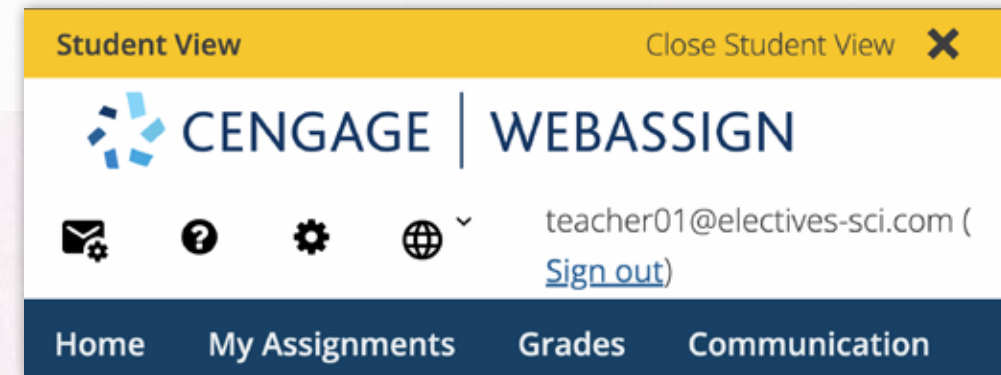 Student View Close Student View
CENGAGE | WEBASSIGN
teacher01@electives-sci.com (
Sign out)
Home My Assignments Grades Communication